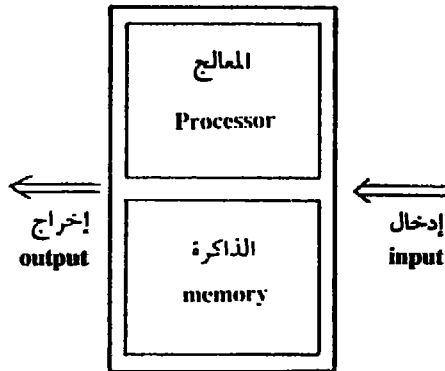 المعالج
Processor
إدخال
input
إخراج
output
الذاكرة
memory